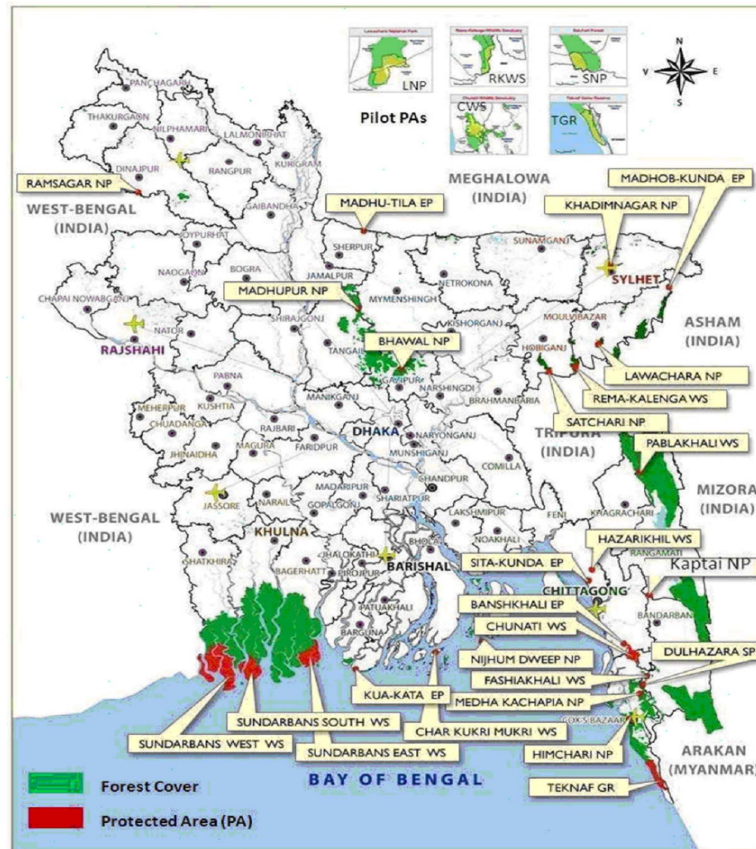 LNP
RKWS
SNP
Pilot PAs
CWS
TGR
N
E
S
PANCHAGARH
THAKURGAON
NILPHAMARI
LALMONIRHAT
KURIGRAM
DINAJPUR
RANGPUR
RAMSAGAR NP
WEST-BENGAL
(INDIA)
GAIBANDHA
MADHU-TILA EP
MEGHALOWA
(INDIA)
MADHOB-KUNDA EP
KHADIMNAGAR NP
JOYPURHAT
SHERPUR
SUNAMGANJ
SYLHET
NAOGAON
BOGRA
JAMALPUR
NETROKONA
MADHUPUR NP
MYMENSHINGH
CHAPAI NOWABGANJ
SHIRAJGONJ
KISHORGANJ
MOULVIBAZAR
ASHAM
(INDIA)
NATOR
RAJSHAHI
TANGAIL
BHAWAL NP
HOBIGANJ
LAWACHARA NP
PABNA
GAZIPUR
NARSHINGDI
REMA-KALENGA WS
MANIKGANJ
BRAHMANBARIA
SATCHARI NP
MEHERPUR
KUSHTIA
DHAKA
TRIPURA
(INDIA)
PABLAKHALI WS
CHUADANGA
RAJBARI
NARYONGANJ
MAGURA
FARIDPUR
MUNSHIGANJ
JHINAIDHA
COMILLA
CHANDPUR
MIZORA
(INDIA)
MADARIPUR
SHARIATPUR
JASSORE
NARAIL
GOPALGONJ
LAKSHMIPUR
FENI
KHAGRACHARI
WEST-BENGAL
(INDIA)
KHULNA
NOAKHALI
HAZARIKHIL WS
RANGAMATI
SHATKHIRA
JHALOKATHI
BHOLA
BAGERHATT
PIRDJPUR
BARISHAL
SITA-KUNDA EP
Kaptai NP
CHITTAGONG
PATUAKHALI
BANSHKHALI EP
BANDARBAN
BARGUNA
CHUNATI WS
DULHAZARA SP
NIJHUM DWEEP NP
FASHIAKHALI WS
KUA-KATA EP
MEDHA KACHAPIA NP
SUNDARBANS SOUTH WS
CHAR KUKRI MUKRI WS
COX'S BAZAAR
SUNDARBANS WEST WS
SUNDARBANS EAST WS
HIMCHARI NP
ARAKAN
(MYANMAR)
BAY OF BENGAL
TEKNAF GR
Forest Cover
Protected Area (PA)